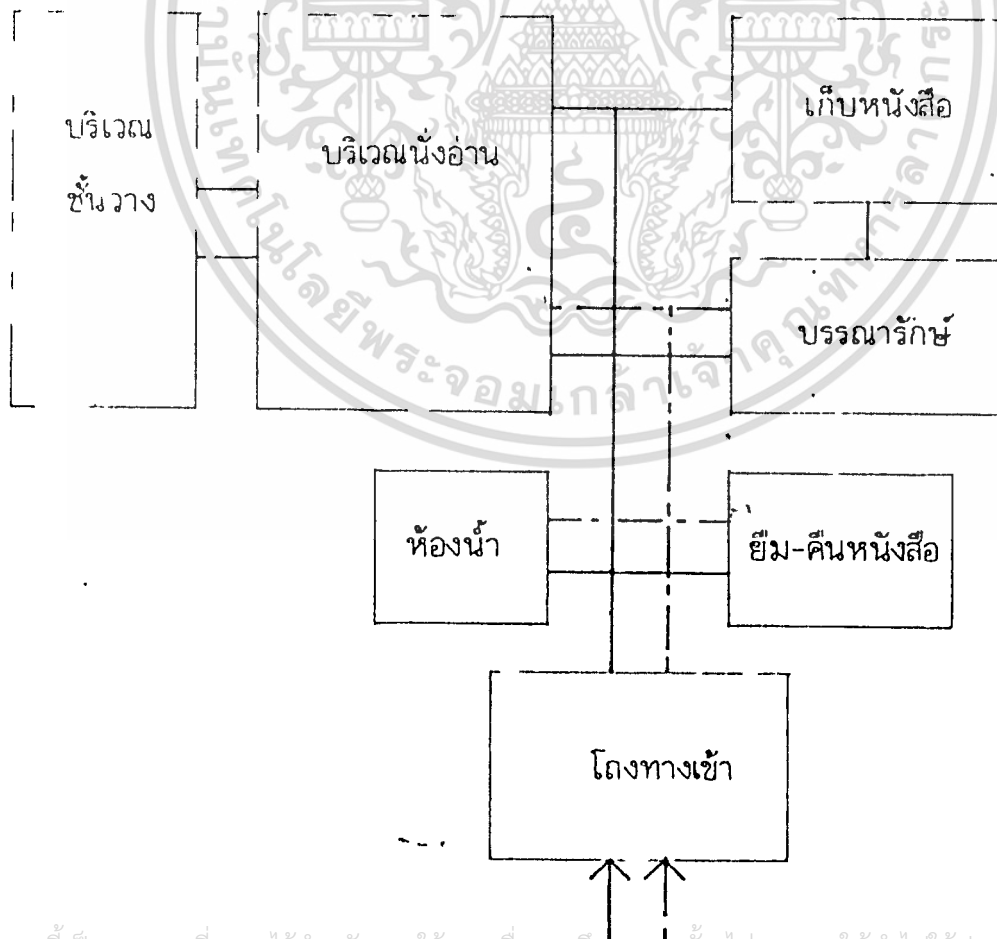 บริเวณ
ชั้นวาง
บริเวณนั่งอ่าน
เก็บหนังสือ
บรรณารักษ์
ห้องน้ำ
ยืม-คืนหนังสือ
โถงทางเข้า